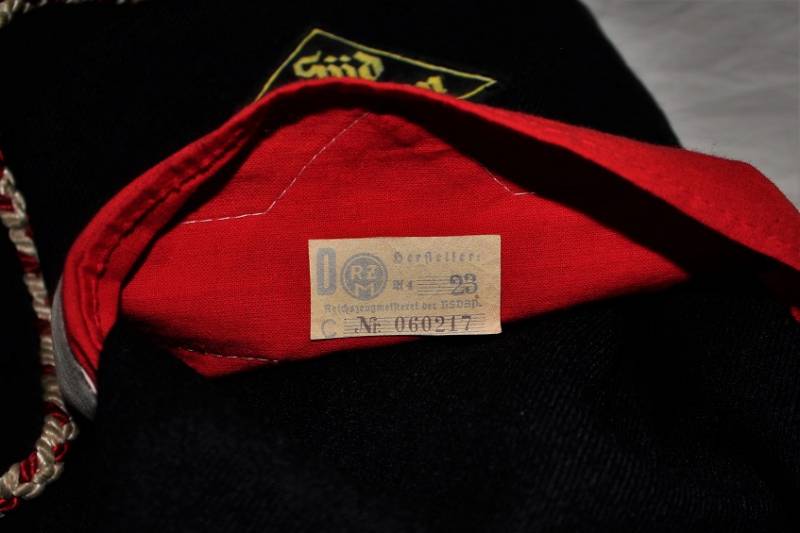 Süd
D
RZM
Hersteller:
M4 23
Reichszeugmeisterei der NSDAP.
C Nr. 060217